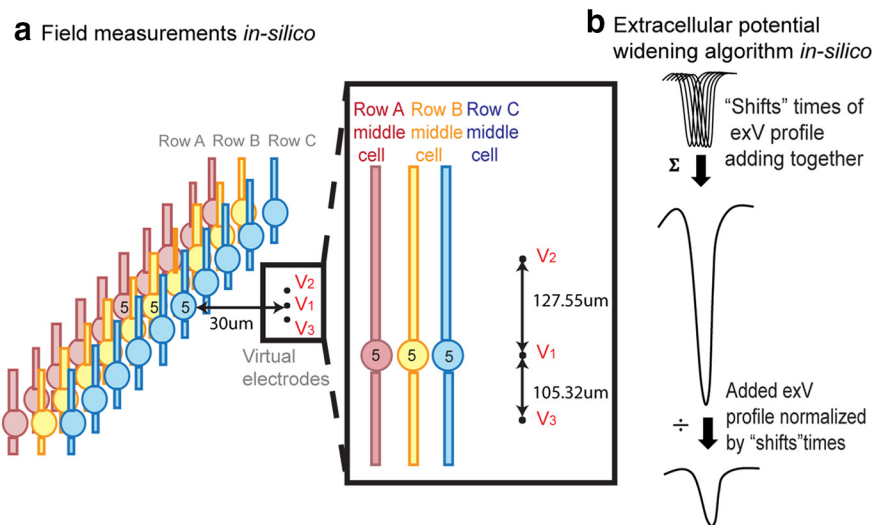 a Field measurements in-silico
Row A Row B Row C
5 5 5
30um
V2
V1
V3
Virtual
electrodes
Row A Row B Row C
middle middle middle
cell cell cell
5 5 5
V2
127.55um
V1
105.32um
V3
b Extracellular potential
widening algorithm in-silico
“Shifts” times of
exV profile
adding together
Σ
Added exV
profile normalized
by “shifts”times
÷